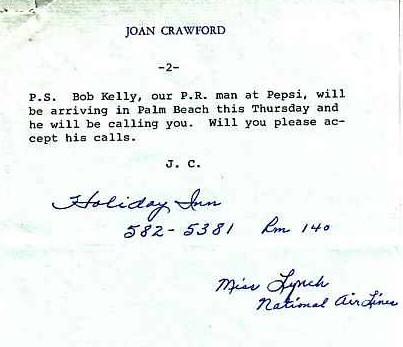 JOAN CRAWFORD
-2-
P.S. Bob Kelly, our P.R. man at Pepsi, will
be arriving in Palm Beach this Thursday and
he will be calling you. Will you please ac-
cept his calls.
J. C.
Holiday Inn
582-5381 Rm 140
Miss Lynch
National Air Lines